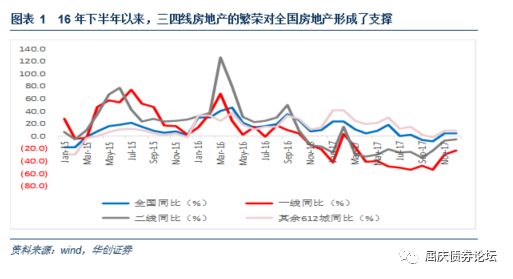 图表 1 16 年下半年以来，三四线房地产的繁荣对全国房地产形成了支撑
140.0
120.0
100.0
80.0
60.0
40.0
20.0
0.0
(20.0)
(40.0)
(60.0)
(80.0)
Jan-15 Mar-15 May-15 Jul-15 Sep-15 Nov-15 Jan-16 Mar-16 May-16 Jul-16 Sep-16 Nov-16 Jan-17 Mar-17 May-17 Jul-17 Sep-17 Nov-17
全国同比（%） 一线同比（%）
二线同比（%） 其余612城同比（%）
资料来源：wind，华创证券
屈庆债券论坛